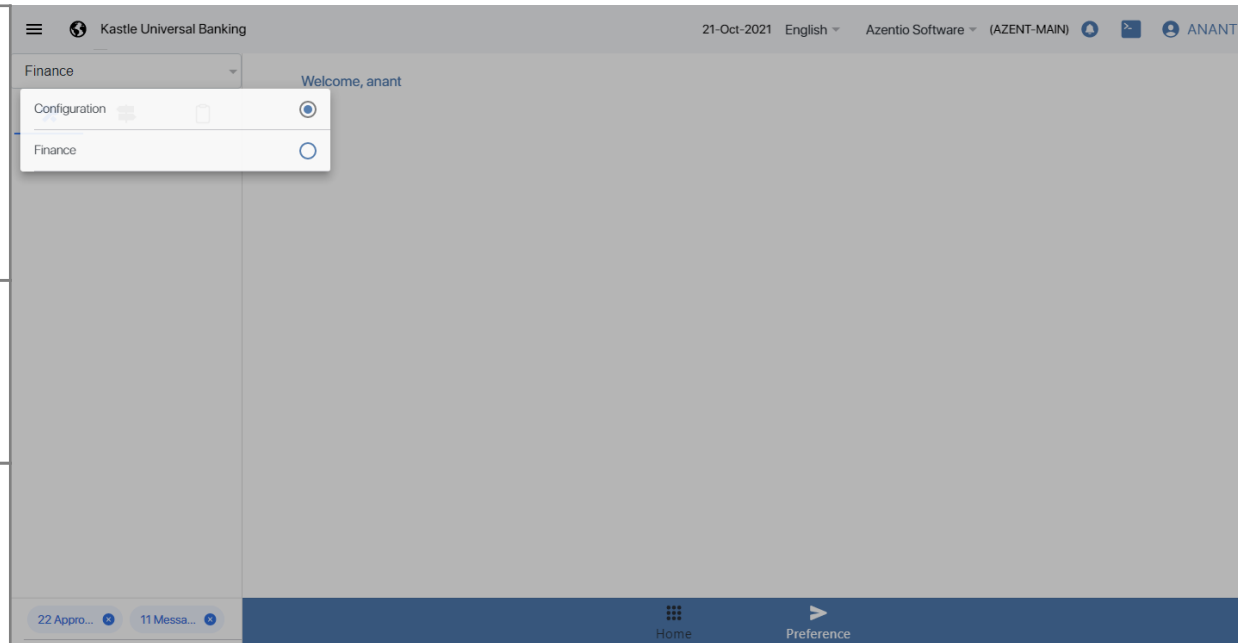 Kastle Universal Banking 21-Oct-2021 English Azentio Software (AZENT-MAIN) ANANT
Finance
Welcome, anant
Configuration
Finance
22 Appro... 11 Messa...
Home Preference